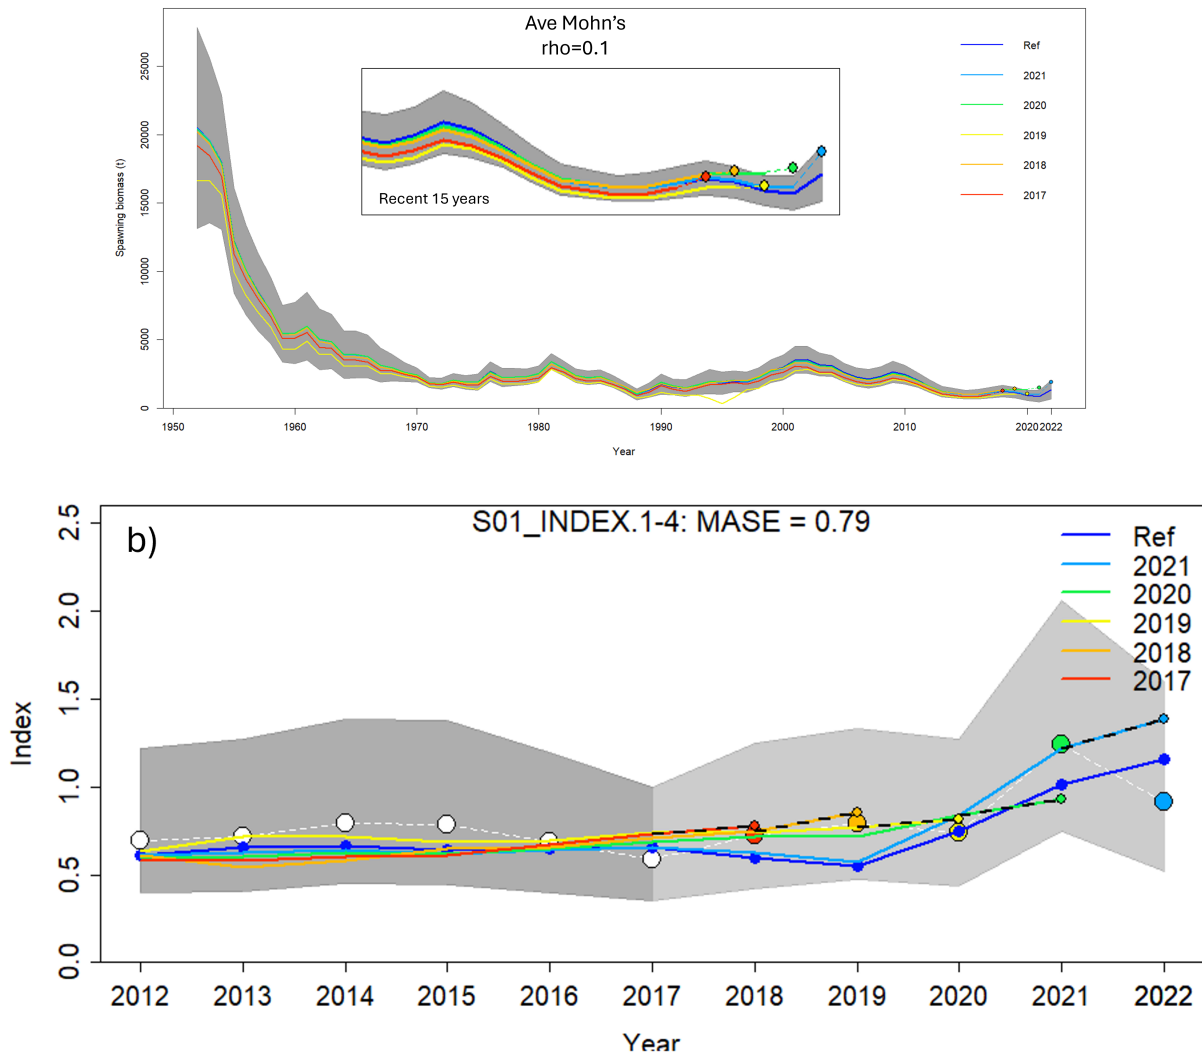 Ave Mohn's
rho=0.1
Ref
2021
2020
2019
2018
2017
Recent 15 years
Spawning biomass (t)
25000
20000
15000
10000
5000
0
1950 1960 1970 1980 1990 2000 2010 2020 2022
Year
b)
S01_INDEX.1-4: MASE = 0.79
Ref
2021
2020
2019
2018
2017
Index
2.5
2.0
1.5
1.0
0.5
0.0
2012 2013 2014 2015 2016 2017 2018 2019 2020 2021 2022
Year